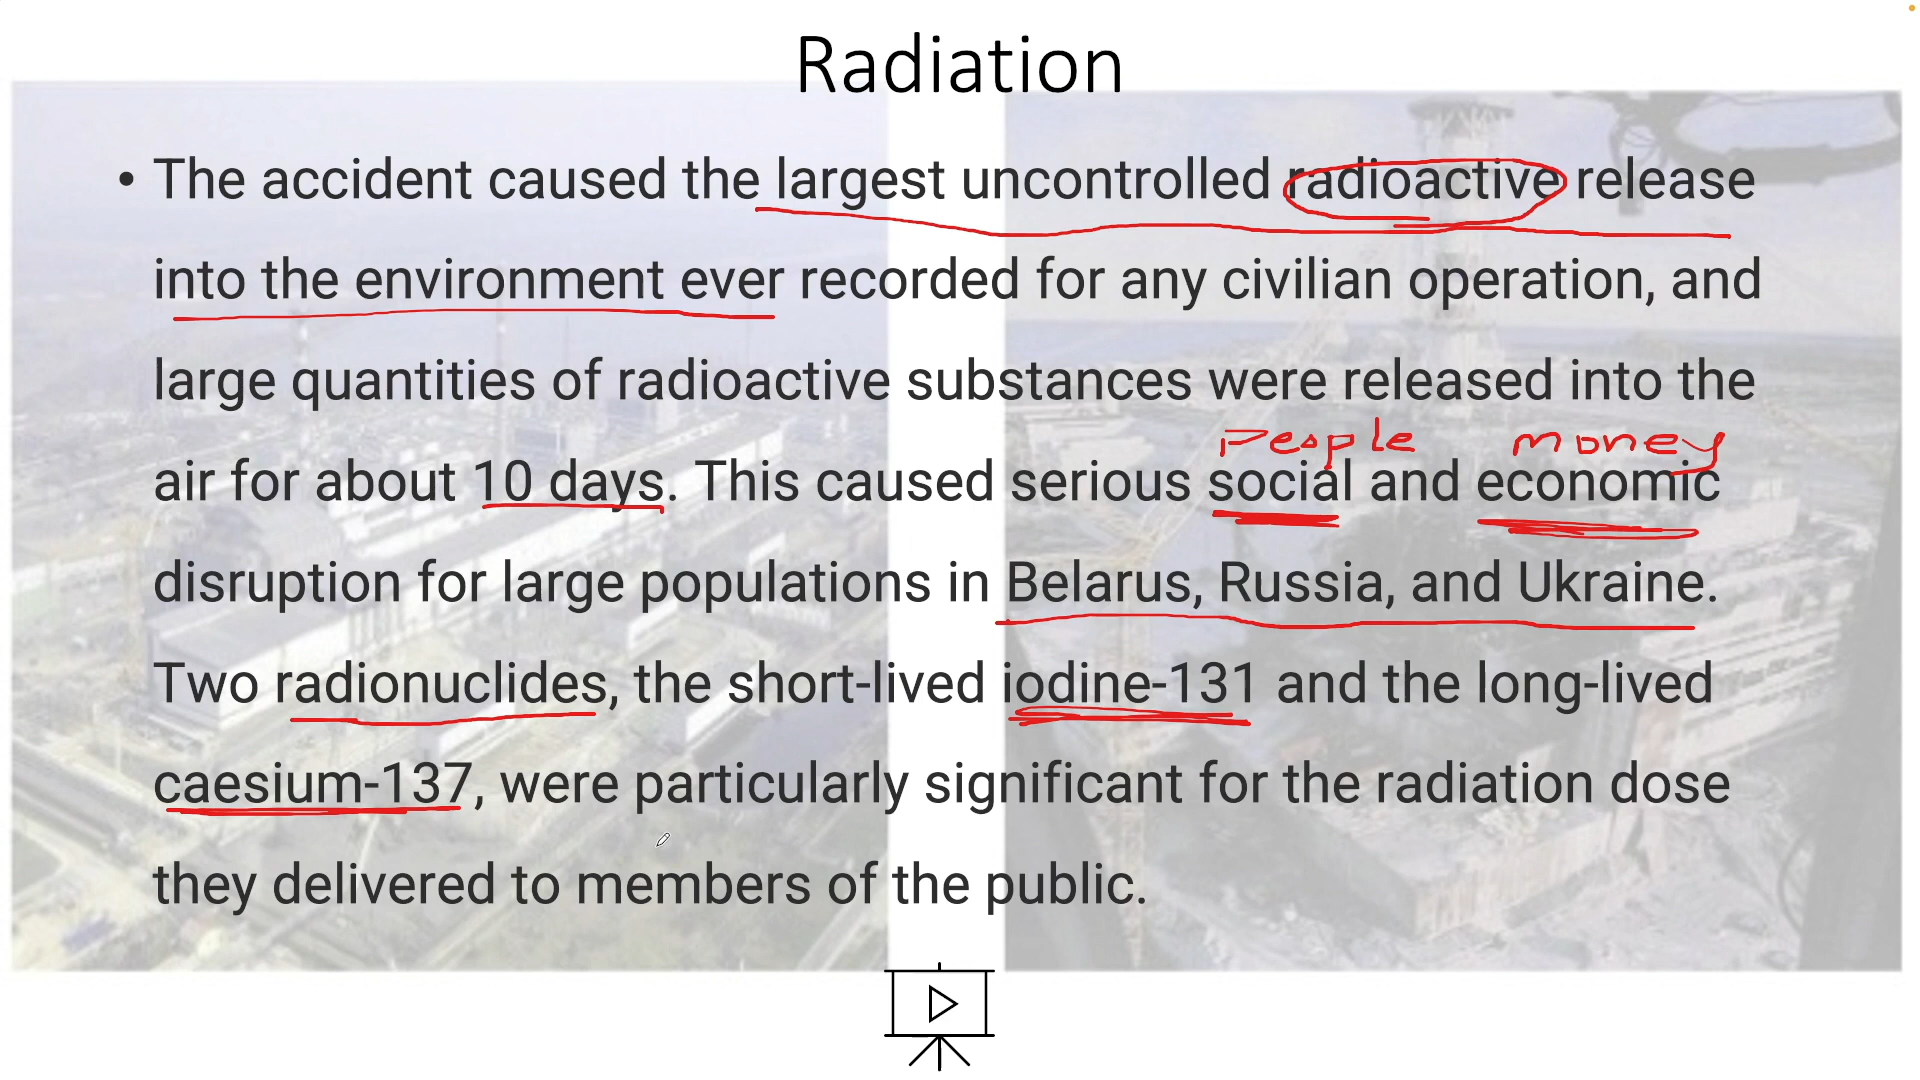 Radiation
• The accident caused the largest uncontrolled radioactive release
into the environment ever recorded for any civilian operation, and
large quantities of radioactive substances were released into the
people money
air for about 10 days. This caused serious social and economic
disruption for large populations in Belarus, Russia, and Ukraine.
Two radionuclides, the short-lived iodine-131 and the long-lived
caesium-137, were particularly significant for the radiation dose
they delivered to members of the public.